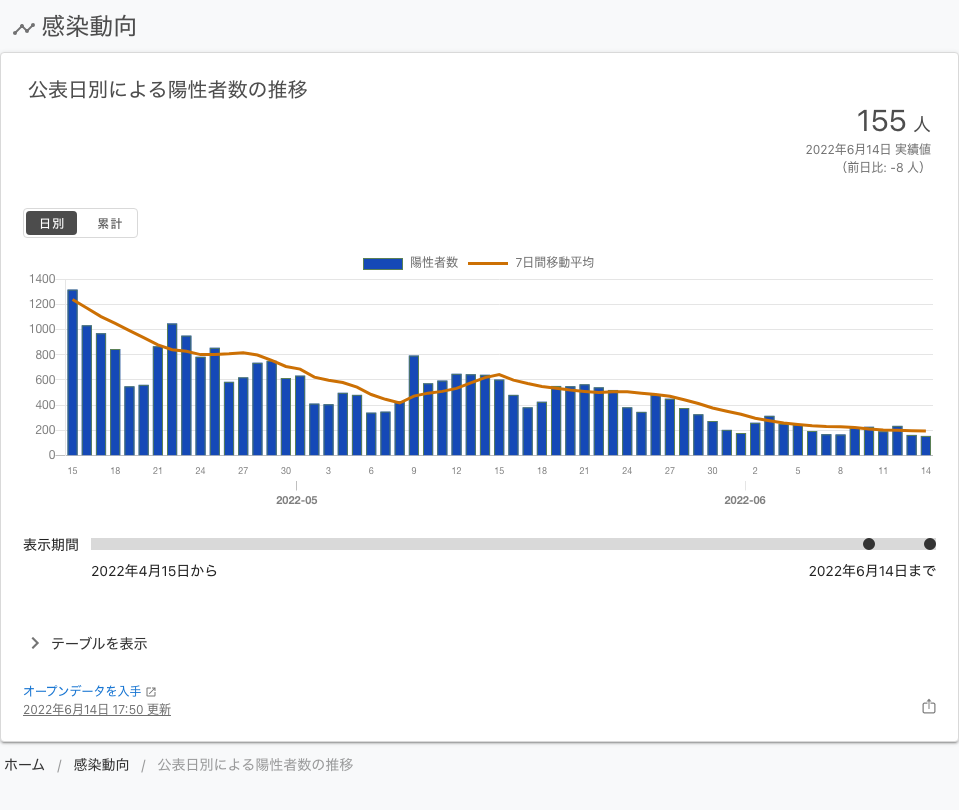 感染動向
公表日別による陽性者数の推移
155 人
2022年6月14日 実績値
（前日比: -8 人）
日別 累計
陽性者数 7日間移動平均
1400
1200
1000
800
600
400
200
0
15 18 21 24 27 30 3 6 9 12 15 18 21 24 27 30 2 5 8 11 14
2022-05 2022-06
表示期間
2022年4月15日から 2022年6月14日まで
テーブルを表示
オープンデータを入手
2022年6月14日 17:50 更新
ホーム / 感染動向 / 公表日別による陽性者数の推移